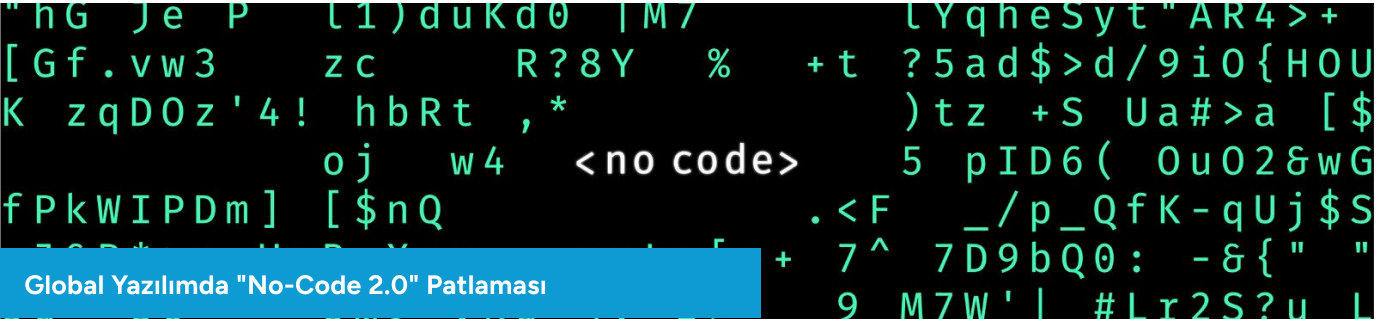 "hG Je P l1)duKd0 |M7 lYqheSyt"AR4>+
[Gf.vw3 zc R?8Y % +t ?5ad$>d/9iO{HOU
K zqDOz'4! hbRt ,* )tz +S Ua#>a [$
oj w4 <no code> 5 pID6( OuO2&wG
fPkWIPDm] [$nQ .<F _/p_QfK-qUj$S
+ 7^ 7D9bQ0: -&{" "
Global Yazılımda "No-Code 2.0" Patlaması
9 M7W'| #Lr2S?u L